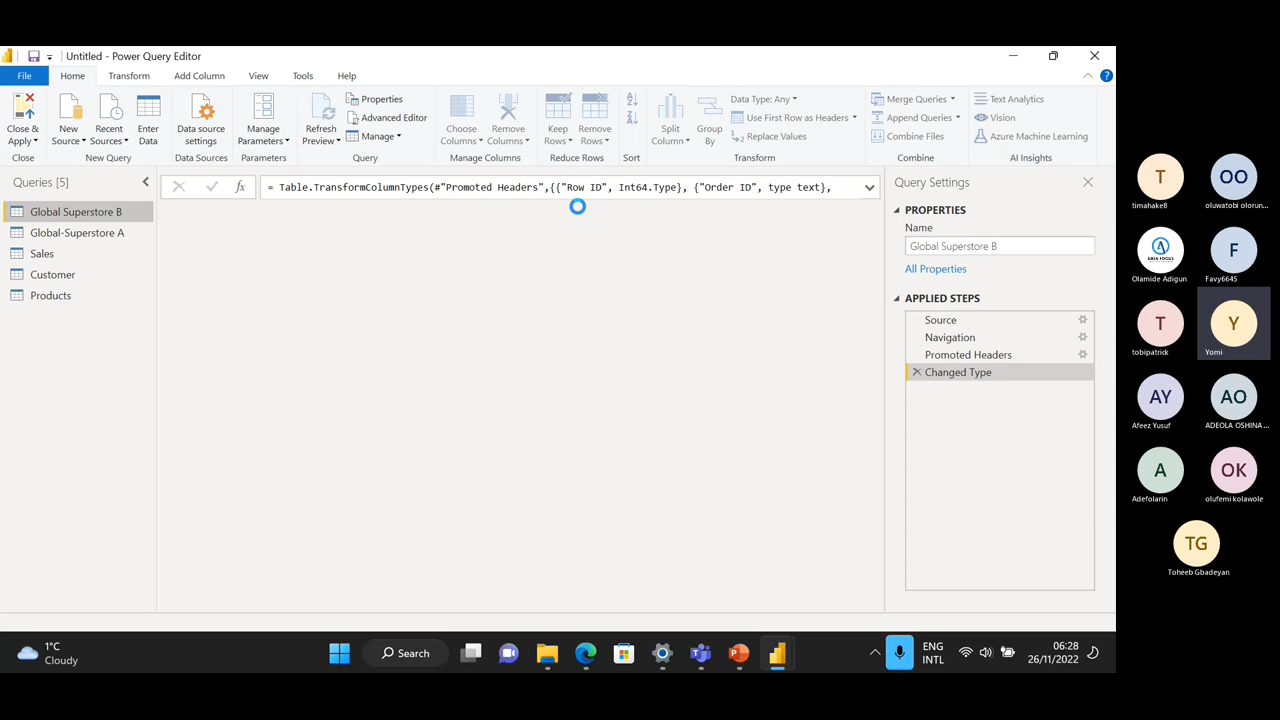 Untitled - Power Query Editor
File Home Transform Add Column View Tools Help
Close & Apply
New Source
Recent Sources
Enter Data
Data source settings
Manage Parameters
Refresh Preview
Properties
Advanced Editor
Manage
Choose Columns
Remove Columns
Keep Rows
Remove Rows
Split Column
Group By
Data Type: Any
Use First Row as Headers
Replace Values
Merge Queries
Append Queries
Combine Files
Text Analytics
Vision
Azure Machine Learning
Close New Query Data Sources Parameters Query Manage Columns Reduce Rows Sort Transform Combine AI Insights
Queries [5]
Global Superstore B
Global-Superstore A
Sales
Customer
Products
fx
= Table.TransformColumnTypes(#"Promoted Headers",{{"Row ID", Int64.Type}, {"Order ID", type text},
Query Settings
PROPERTIES
Name
Global Superstore B
All Properties
APPLIED STEPS
Source
Navigation
Promoted Headers
Changed Type
T
timahake8
OO
oluwatobi olorun...
Olamide Adigun
F
Favy6645
T
tobipatrick
Y
Yomi
AY
Afeez Yusuf
AO
ADEOLA OSHINA...
A
Adefolarin
OK
olufemi kolawole
TG
Toheeb Gbadeyan
1°C
Cloudy
Search
ENG
INTL
06:28
26/11/2022